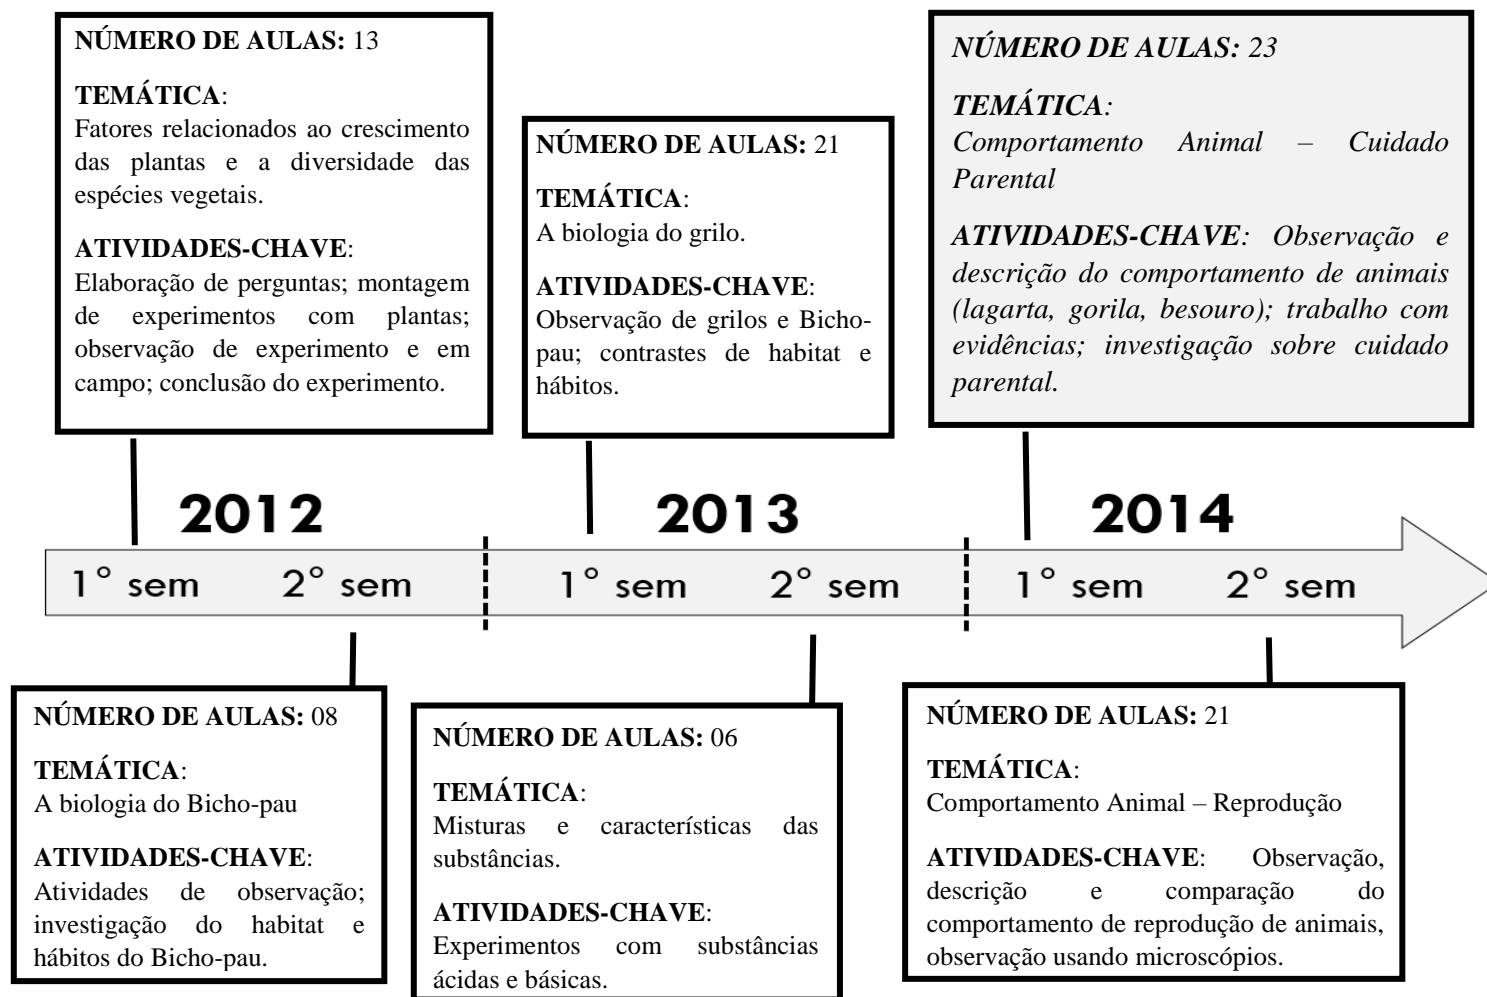 NÚMERO DE AULAS: 13
TEMÁTICA:
Fatores relacionados ao crescimento
das plantas e a diversidade das
espécies vegetais.
ATIVIDADES-CHAVE:
Elaboração de perguntas; montagem
de experimentos com plantas;
observação de experimento e em
campo; conclusão do experimento.
NÚMERO DE AULAS: 21
TEMÁTICA:
A biologia do grilo.
ATIVIDADES-CHAVE:
Observação de grilos e Bicho-
pau; contrastes de habitat e
hábitos.
NÚMERO DE AULAS: 23
TEMÁTICA:
Comportamento Animal – Cuidado
Parental
ATIVIDADES-CHAVE: Observação e
descrição do comportamento de animais
(lagarta, gorila, besouro); trabalho com
evidências; investigação sobre cuidado
parental.
2012
2013
2014
1° sem
2° sem
1° sem
2° sem
1° sem
2° sem
NÚMERO DE AULAS: 08
TEMÁTICA:
A biologia do Bicho-pau
ATIVIDADES-CHAVE:
Atividades de observação;
investigação do habitat e
hábitos do Bicho-pau.
NÚMERO DE AULAS: 06
TEMÁTICA:
Misturas e características das
substâncias.
ATIVIDADES-CHAVE:
Experimentos com substâncias
ácidas e básicas.
NÚMERO DE AULAS: 21
TEMÁTICA:
Comportamento Animal – Reprodução
ATIVIDADES-CHAVE: Observação,
descrição e comparação do
comportamento de reprodução de animais,
observação usando microscópios.